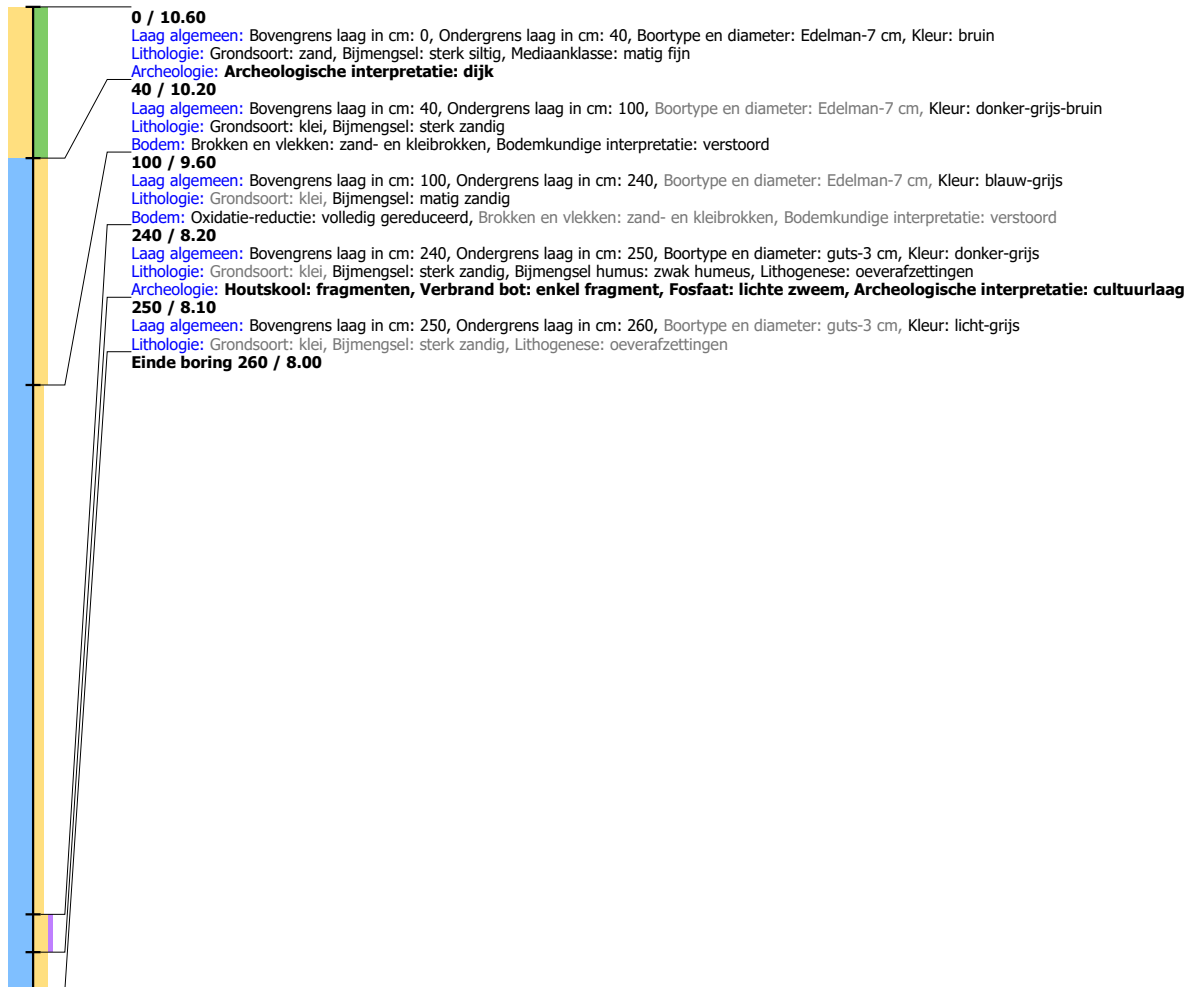 0 / 10.60
Laag algemeen: Bovengrens laag in cm: 0, Ondergrens laag in cm: 40, Boortype en diameter: Edelman-7 cm, Kleur: bruin
Lithologie: Grondsoort: zand, Bijmengsel: sterk siltig, Mediaanklasse: matig fijn
Archeologie: Archeologische interpretatie: dijk
40 / 10.20
Laag algemeen: Bovengrens laag in cm: 40, Ondergrens laag in cm: 100, Boortype en diameter: Edelman-7 cm, Kleur: donker-grijs-bruin
Lithologie: Grondsoort: klei, Bijmengsel: sterk zandig
Bodem: Brokken en vlekken: zand- en kleibrokken, Bodemkundige interpretatie: verstoord
100 / 9.60
Laag algemeen: Bovengrens laag in cm: 100, Ondergrens laag in cm: 240, Boortype en diameter: Edelman-7 cm, Kleur: blauw-grijs
Lithologie: Grondsoort: klei, Bijmengsel: matig zandig
Bodem: Oxidatie-reductie: volledig gereduceerd, Brokken en vlekken: zand- en kleibrokken, Bodemkundige interpretatie: verstoord
240 / 8.20
Laag algemeen: Bovengrens laag in cm: 240, Ondergrens laag in cm: 250, Boortype en diameter: guts-3 cm, Kleur: donker-grijs
Lithologie: Grondsoort: klei, Bijmengsel: sterk zandig, Bijmengsel humus: zwak humeus, Lithogenese: oeverafzettingen
Archeologie: Houtskool: fragmenten, Verbrand bot: enkel fragment, Fosfaat: lichte zweem, Archeologische interpretatie: cultuurlaag
250 / 8.10
Laag algemeen: Bovengrens laag in cm: 250, Ondergrens laag in cm: 260, Boortype en diameter: guts-3 cm, Kleur: licht-grijs
Lithologie: Grondsoort: klei, Bijmengsel: sterk zandig, Lithogenese: oeverafzettingen
Einde boring 260 / 8.00